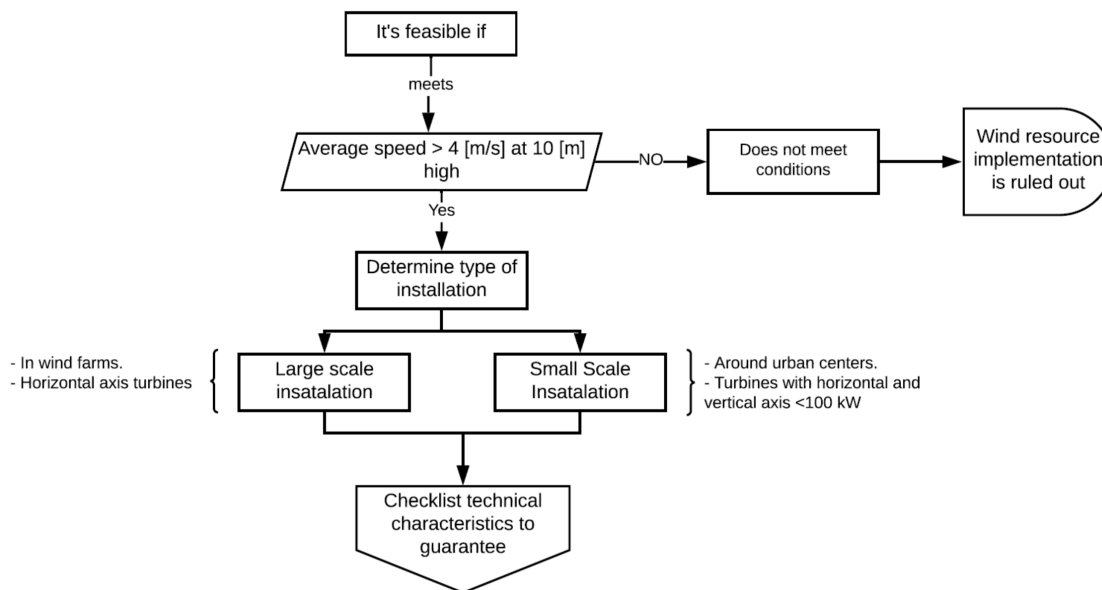 It's feasible if
meets
Average speed > 4 [m/s] at 10 [m]
high
NO
Does not meet
conditions
Wind resource
implementation
is ruled out
Yes
Determine type of
installation
- In wind farms.
- Horizontal axis turbines
Large scale
insatalation
Small Scale
Insatalation
- Around urban centers.
- Turbines with horizontal and
vertical axis <100 kW
Checklist technical
characteristics to
guarantee